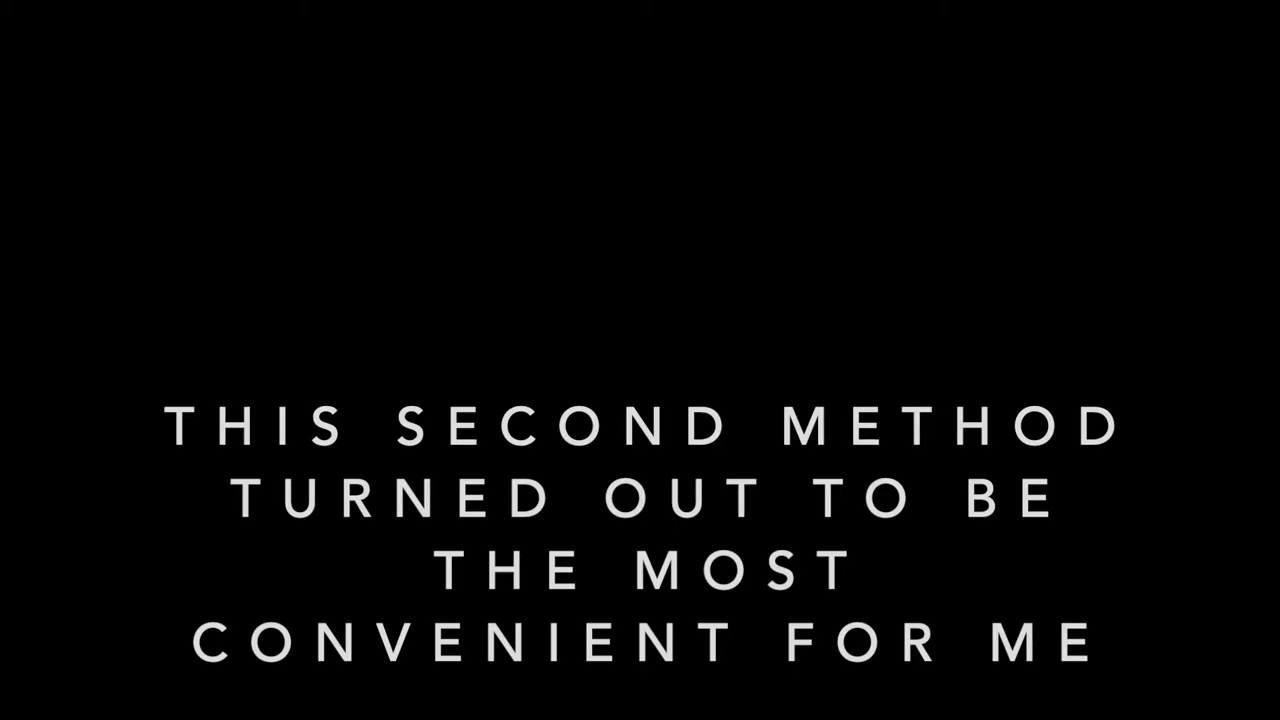 THIS SECOND METHOD
TURNED OUT TO BE
THE MOST
CONVENIENT FOR ME